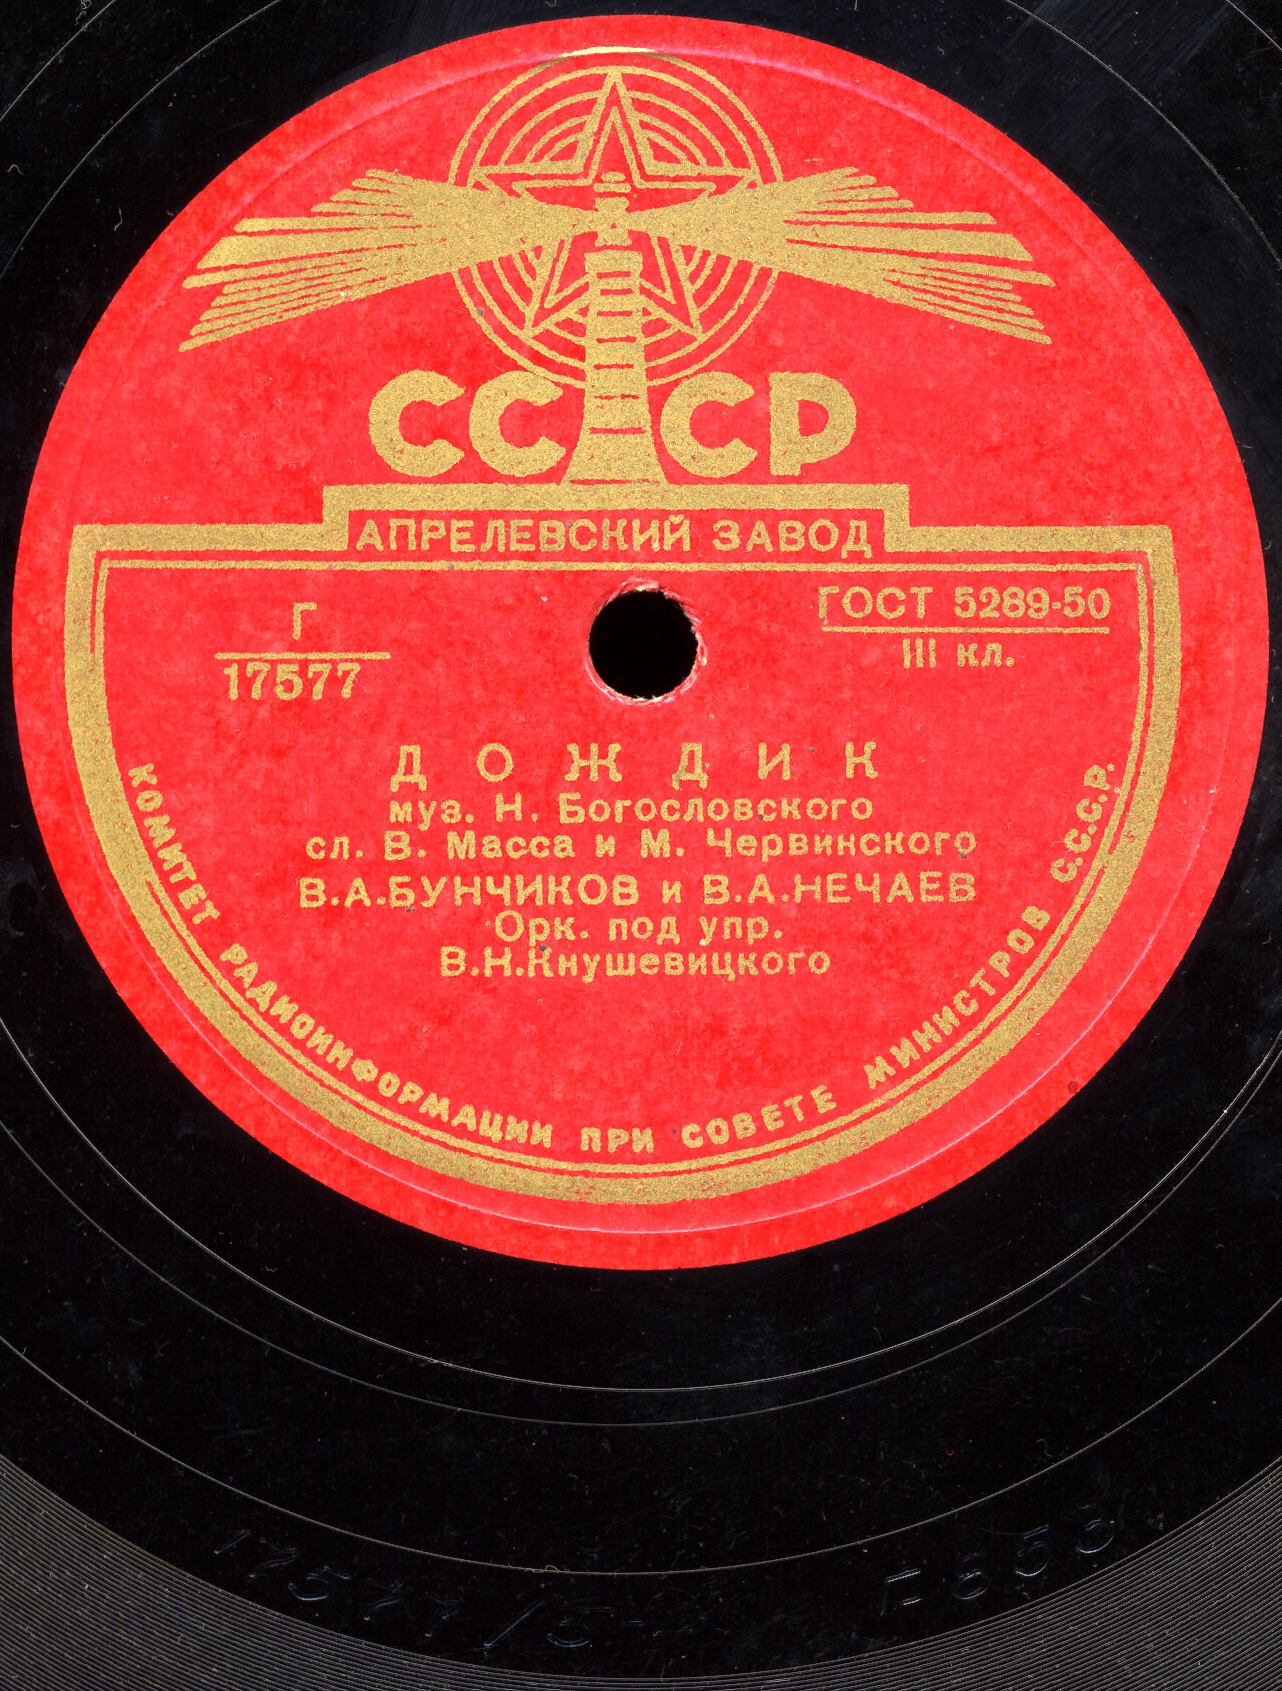 СССР
АПРЕЛЕВСКИЙ ЗАВОД
Г
17577
ГОСТ 5289-50
III кл.
ДОЖДИК
муз. Н. Богословского
сл. В. Масса и М. Червинского
В.А.БУНЧИКОВ и В.А.НЕЧАЕВ
Орк. под упр.
В.Н.Кнушевицкого
КОМИТЕТ РАДИОИНФОРМАЦИИ ПРИ СОВЕТЕ МИНИСТРОВ С.С.С.Р.